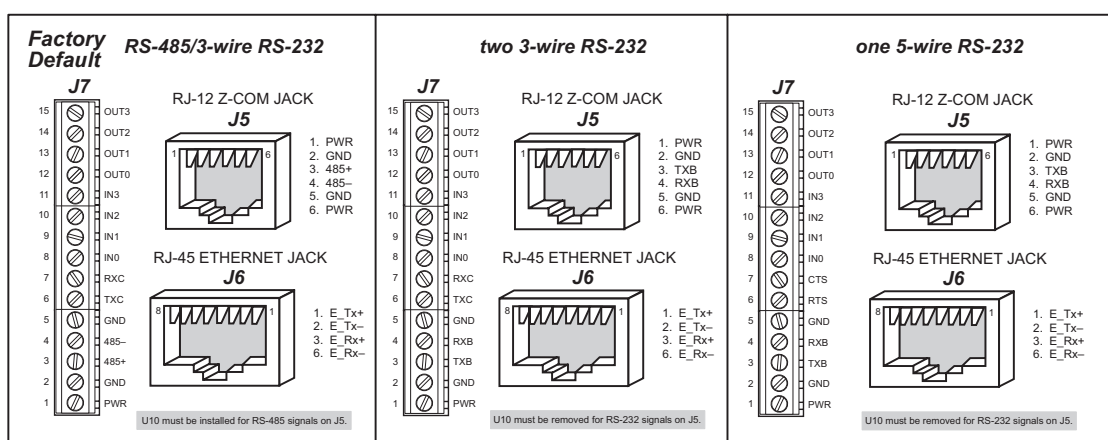 Factory Default
RS-485/3-wire RS-232
J7
15 OUT3
14 OUT2
13 OUT1
12 OUT0
11 IN3
10 IN2
9 IN1
8 IN0
7 RXC
6 TXC
5 GND
4 485–
3 485+
2 GND
1 PWR
RJ-12 Z-COM JACK
J5
1 6
1. PWR
2. GND
3. 485+
4. 485–
5. GND
6. PWR
RJ-45 ETHERNET JACK
J6
8 1
1. E_Tx+
2. E_Tx–
3. E_Rx+
6. E_Rx–
U10 must be installed for RS-485 signals on J5.
two 3-wire RS-232
J7
15 OUT3
14 OUT2
13 OUT1
12 OUT0
11 IN3
10 IN2
9 IN1
8 IN0
7 RXC
6 TXC
5 GND
4 RXB
3 TXB
2 GND
1 PWR
RJ-12 Z-COM JACK
J5
1 6
1. PWR
2. GND
3. TXB
4. RXB
5. GND
6. PWR
RJ-45 ETHERNET JACK
J6
8 1
1. E_Tx+
2. E_Tx–
3. E_Rx+
6. E_Rx–
U10 must be removed for RS-232 signals on J5.
one 5-wire RS-232
J7
15 OUT3
14 OUT2
13 OUT1
12 OUT0
11 IN3
10 IN2
9 IN1
8 IN0
7 CTS
6 RTS
5 GND
4 RXB
3 TXB
2 GND
1 PWR
RJ-12 Z-COM JACK
J5
1 6
1. PWR
2. GND
3. TXB
4. RXB
5. GND
6. PWR
RJ-45 ETHERNET JACK
J6
8 1
1. E_Tx+
2. E_Tx–
3. E_Rx+
6. E_Rx–
U10 must be removed for RS-232 signals on J5.